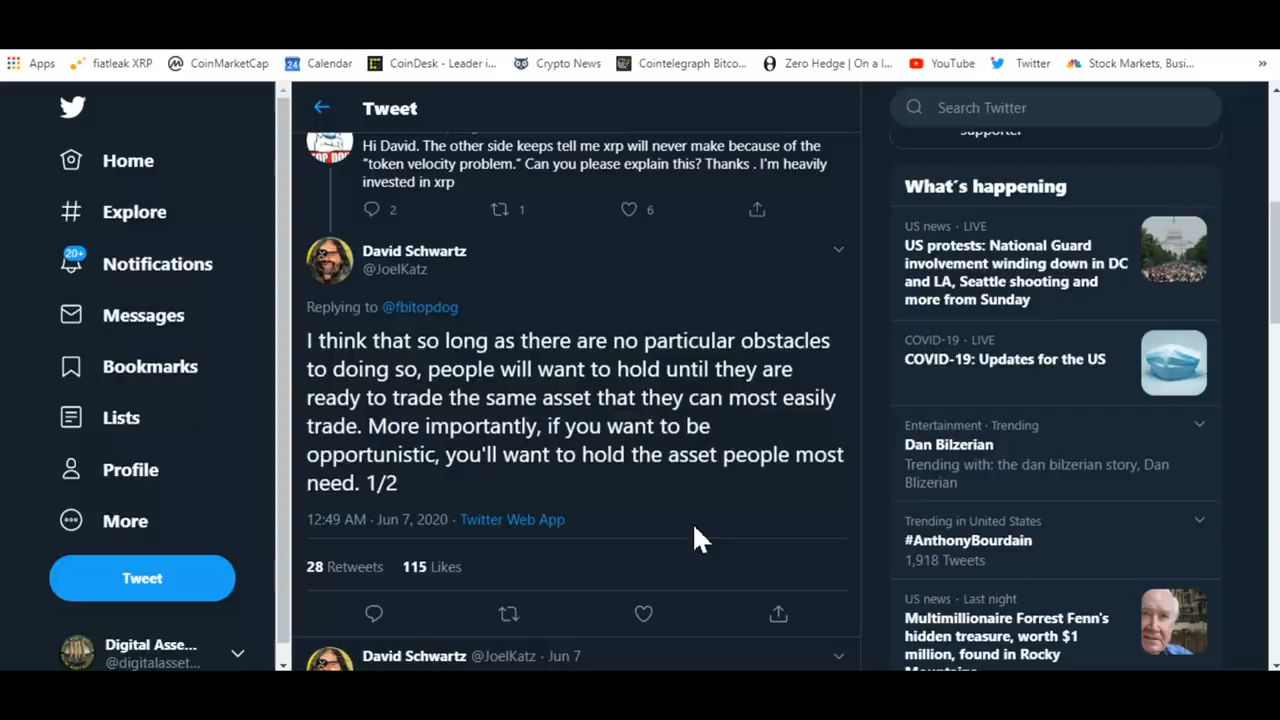 Apps
fiatleak XRP
CoinMarketCap
Calendar
CoinDesk - Leader i...
Crypto News
Cointelegraph Bitco...
Zero Hedge | On a l...
YouTube
Twitter
Stock Markets, Busi...
»
Home
Explore
20+
Notifications
Messages
Bookmarks
Lists
Profile
More
Tweet
Digital Asse...
@digitalasset...
Tweet
Hi David. The other side keeps tell me xrp will never make because of the
"token velocity problem." Can you please explain this? Thanks . I'm heavily
invested in xrp
2
1
6
David Schwartz
@JoelKatz
Replying to @fbitopdog
I think that so long as there are no particular obstacles
to doing so, people will want to hold until they are
ready to trade the same asset that they can most easily
trade. More importantly, if you want to be
opportunistic, you'll want to hold the asset people most
need. 1/2
12:49 AM · Jun 7, 2020 · Twitter Web App
28 Retweets 115 Likes
David Schwartz @JoelKatz · Jun 7
Search Twitter
supporter
What's happening
US news · LIVE
US protests: National Guard
involvement winding down in DC
and LA, Seattle shooting and
more from Sunday
COVID-19 · LIVE
COVID-19: Updates for the US
Entertainment · Trending
Dan Bilzerian
Trending with: the dan bilzerian story, Dan
Bilzerian
Trending in United States
#AnthonyBourdain
1,918 Tweets
US news · Last night
Multimillionaire Forrest Fenn's
hidden treasure, worth $1
million, found in Rocky